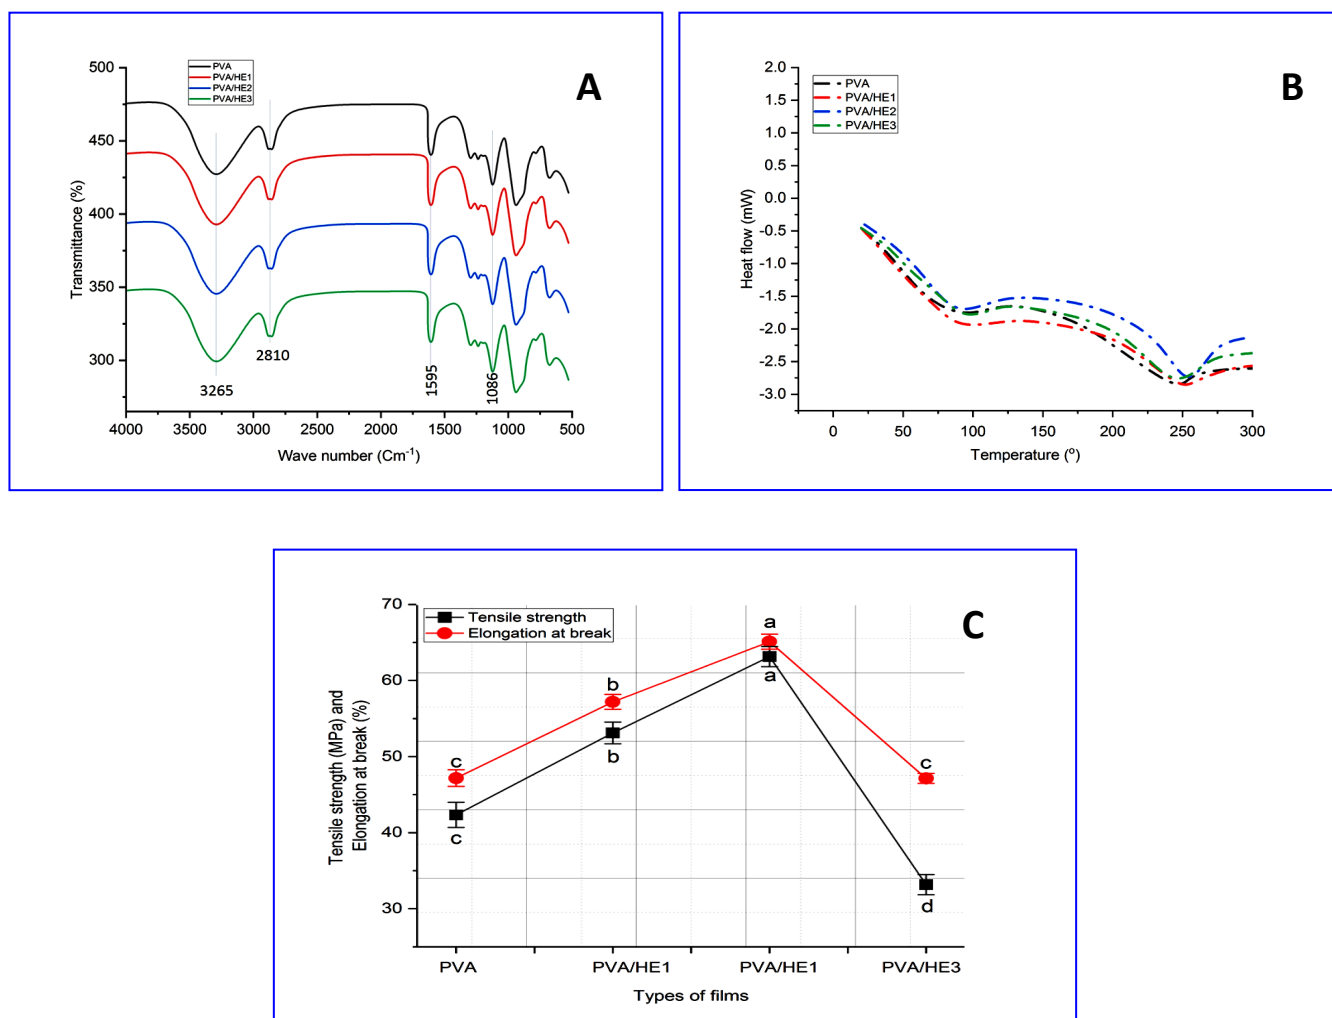 A
PVA
PVA/HE1
PVA/HE2
PVA/HE3
500
450
400
350
300
Transmittance (%)
3265
2810
1595
1086
4000 3500 3000 2500 2000 1500 1000 500
Wave number (Cm⁻¹)
B
PVA
PVA/HE1
PVA/HE2
PVA/HE3
2.0
1.5
1.0
0.5
0.0
-0.5
-1.0
-1.5
-2.0
-2.5
-3.0
Heat flow (mW)
0 50 100 150 200 250 300
Temperature (º)
C
Tensile strength
Elongation at break
70
60
50
40
30
Tensile strength (MPa) and
Elongation at break (%)
c
c
b
b
a
a
c
d
PVA PVA/HE1 PVA/HE1 PVA/HE3
Types of films